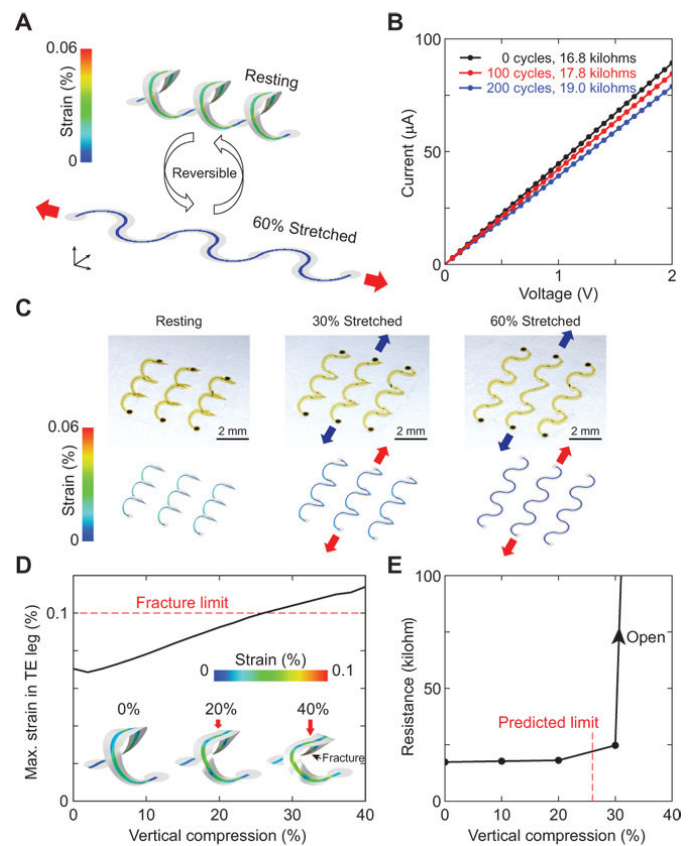 A
0.06
Strain (%)
0
Resting
Reversible
60% Stretched
B
100
Current (µA)
50
0
0 cycles, 16.8 kilohms
100 cycles, 17.8 kilohms
200 cycles, 19.0 kilohms
0 1 2
Voltage (V)
C
Resting 30% Stretched 60% Stretched
2 mm 2 mm 2 mm
0.06
Strain (%)
0
D
Max. strain in TE leg (%)
0.1
Fracture limit
Strain (%)
0 0.1
0% 20% 40%
Fracture
0
0 10 20 30 40
Vertical compression (%)
E
100
Resistance (kilohm)
50
0
Open
Predicted limit
0 10 20 30 40
Vertical compression (%)